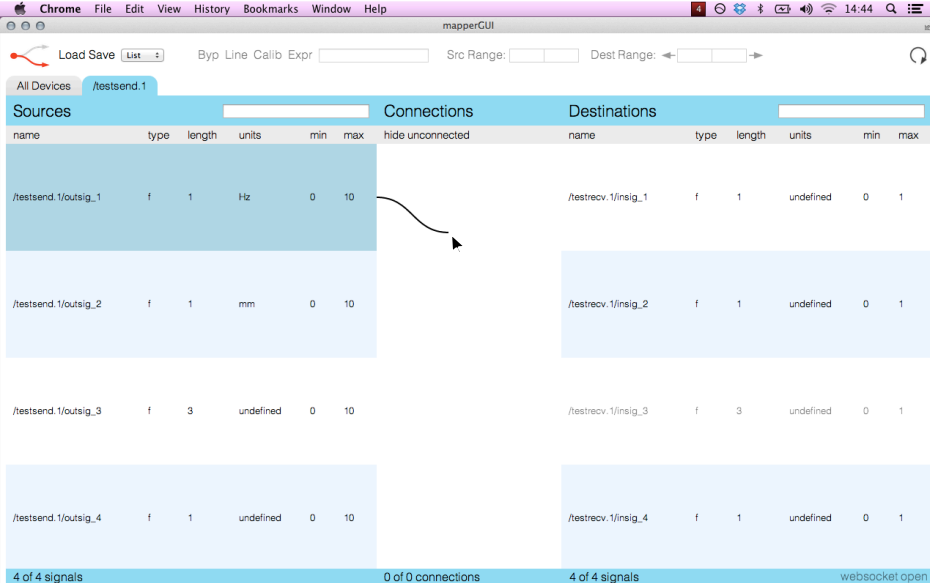 Chrome File Edit View History Bookmarks Window Help 4 14:44
mapperGUI
Load Save List Byp Line Calib Expr Src Range: Dest Range:
All Devices /testsend.1
Sources Connections Destinations
name type length units min max hide unconnected name type length units min max
/testsend.1/outsig_1 f 1 Hz 0 10 /testrecv.1/insig_1 f 1 undefined 0 1
/testsend.1/outsig_2 f 1 mm 0 10 /testrecv.1/insig_2 f 1 undefined 0 1
/testsend.1/outsig_3 f 3 undefined 0 10 /testrecv.1/insig_3 f 3 undefined 0 1
/testsend.1/outsig_4 f 1 undefined 0 10 /testrecv.1/insig_4 f 1 undefined 0 1
4 of 4 signals 0 of 0 connections 4 of 4 signals websocket open